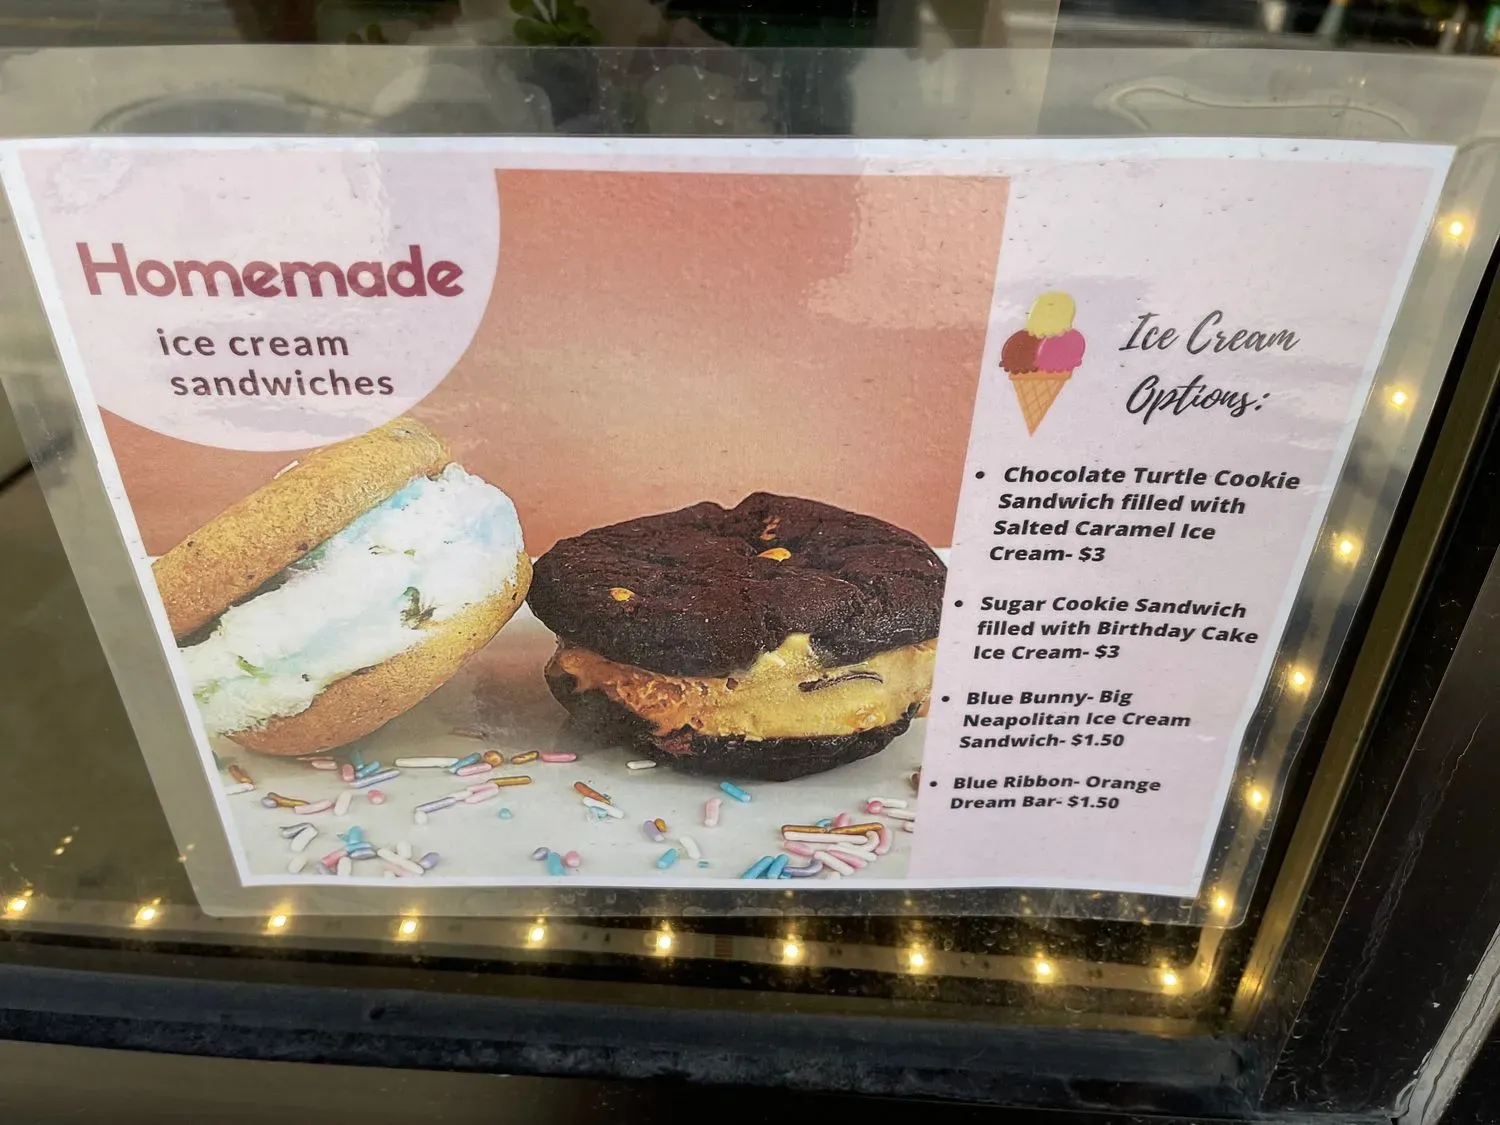 Homemade
ice cream
sandwiches
Ice Cream
Options:
• Chocolate Turtle Cookie
Sandwich filled with
Salted Caramel Ice
Cream- $3
• Sugar Cookie Sandwich
filled with Birthday Cake
Ice Cream- $3
• Blue Bunny- Big
Neapolitan Ice Cream
Sandwich- $1.50
• Blue Ribbon- Orange
Dream Bar- $1.50